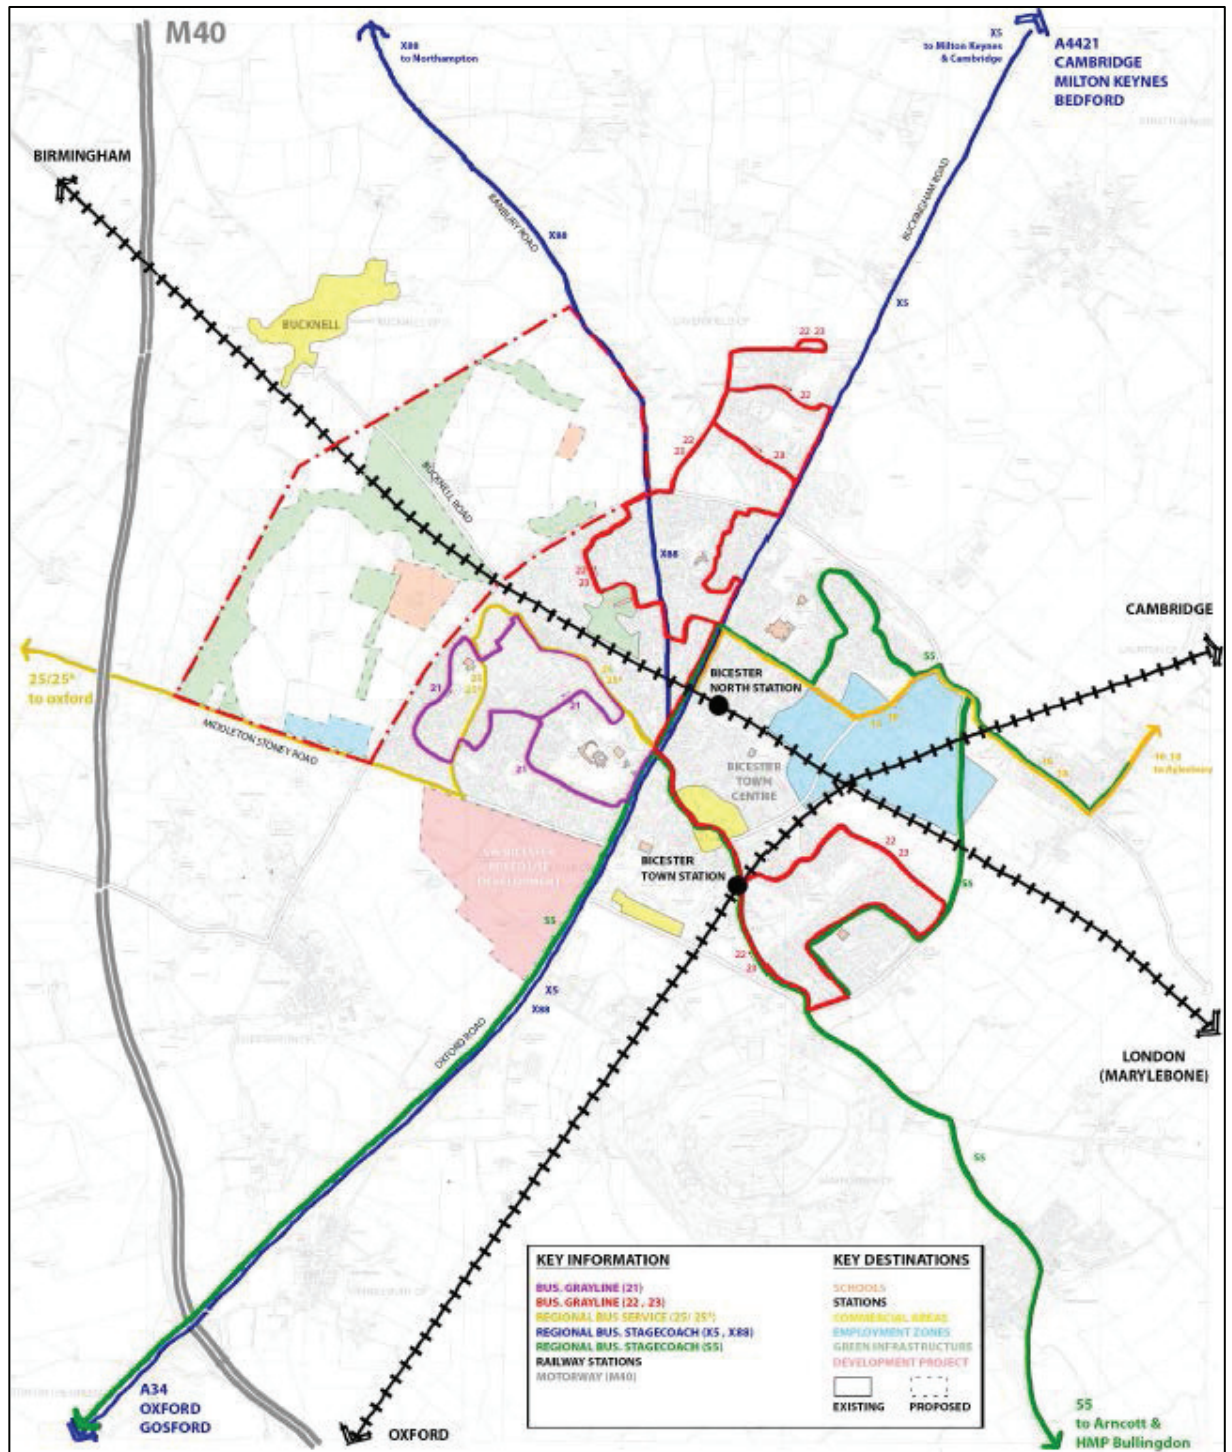 M40
X88
to Northampton
X5
to Milton Keynes
& Cambridge
A4421
CAMBRIDGE
MILTON KEYNES
BEDFORD
BIRMINGHAM
BANBURY ROAD
X88
BUCKINGHAM ROAD
X5
BUCKNELL
22 23
22
22
23
23
BUCKNELL ROAD
X88
22
23
CAMBRIDGE
S5
25/25ᴬ
to oxford
MIDDLETON STONEY ROAD
21
25
21
21
BICESTER
NORTH STATION
BICESTER
TOWN
CENTRE
to Aylesbury
BICESTER
TOWN STATION
22
23
S5
S5
22
23
X5
X88
OXFORD ROAD
LONDON
(MARYLEBONE)
S5
A34
OXFORD
GOSFORD
OXFORD
S5
to Arncott &
HMP Bullingdon
KEY INFORMATION
BUS. GRAYLINE (21)
BUS. GRAYLINE (22 , 23)
REGIONAL BUS SERVICE (25/ 25ᴬ)
REGIONAL BUS. STAGECOACH (X5 , X88)
REGIONAL BUS. STAGECOACH (S5)
RAILWAY STATIONS
MOTORWAY (M40)
KEY DESTINATIONS
SCHOOLS
STATIONS
COMMERCIAL AREAS
EMPLOYMENT ZONES
GREEN INFRASTRUCTURE
DEVELOPMENT PROJECT
EXISTING PROPOSED